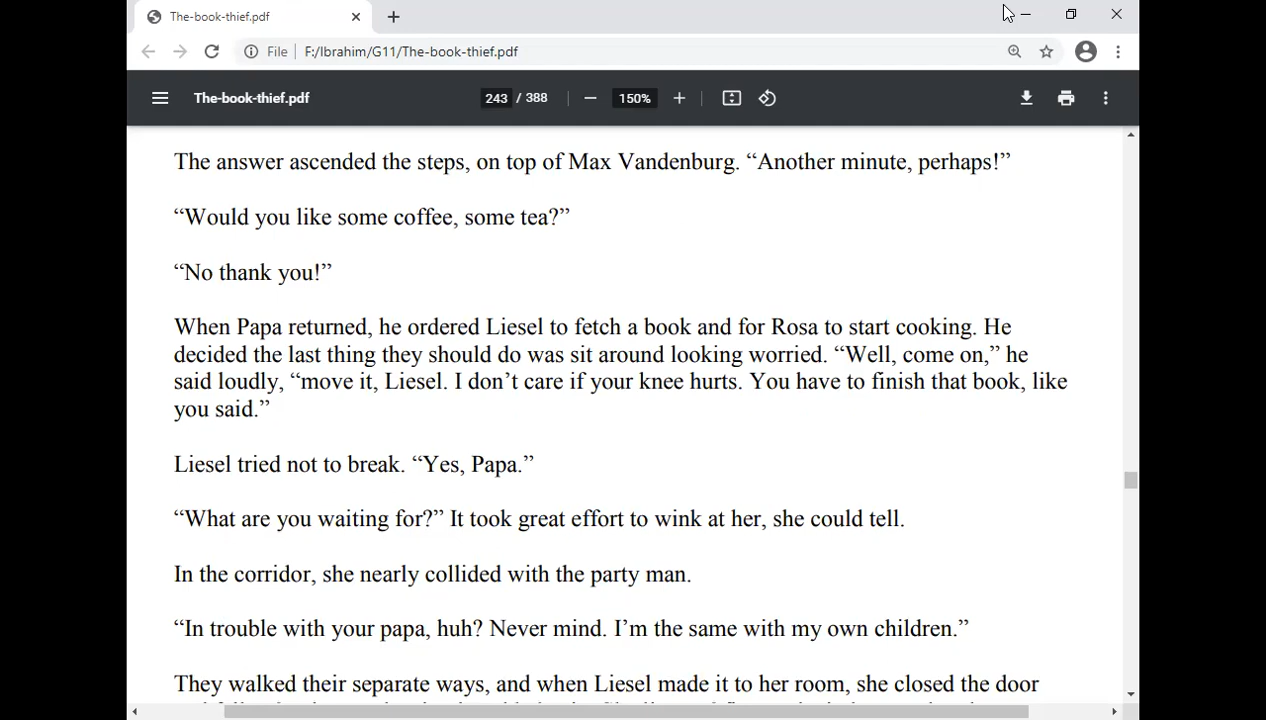 The-book-thief.pdf
File F:/Ibrahim/G11/The-book-thief.pdf
The-book-thief.pdf 243 / 388 150%
The answer ascended the steps, on top of Max Vandenburg. “Another minute, perhaps!”
“Would you like some coffee, some tea?”
“No thank you!”
When Papa returned, he ordered Liesel to fetch a book and for Rosa to start cooking. He
decided the last thing they should do was sit around looking worried. “Well, come on,” he
said loudly, “move it, Liesel. I don’t care if your knee hurts. You have to finish that book, like
you said.”
Liesel tried not to break. “Yes, Papa.”
“What are you waiting for?” It took great effort to wink at her, she could tell.
In the corridor, she nearly collided with the party man.
“In trouble with your papa, huh? Never mind. I’m the same with my own children.”
They walked their separate ways, and when Liesel made it to her room, she closed the door